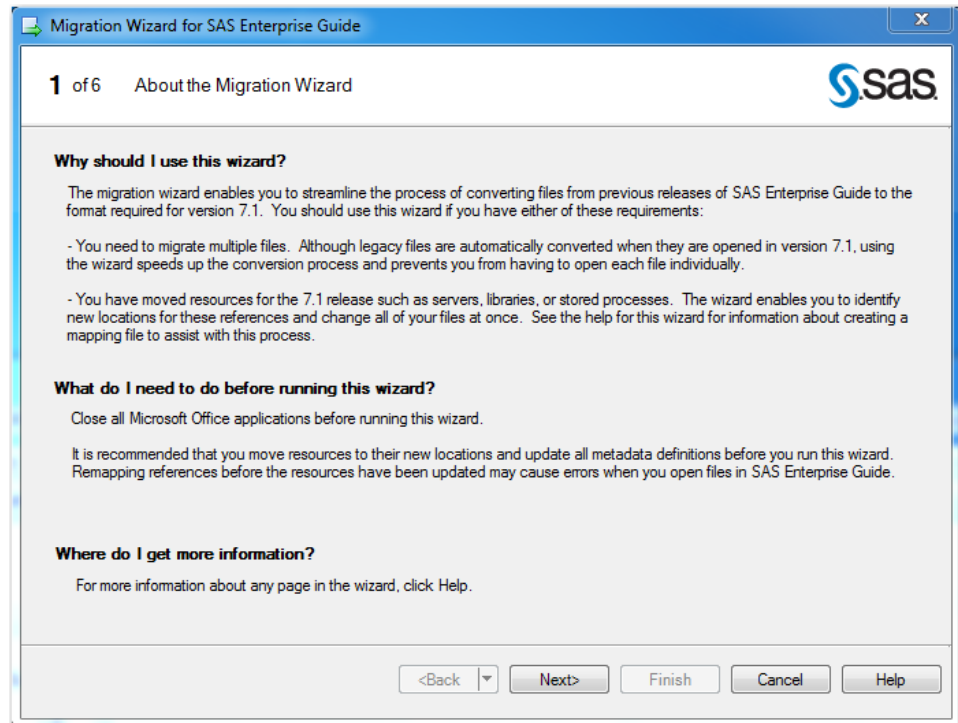 Migration Wizard for SAS Enterprise Guide
x
1 of 6 About the Migration Wizard
sas
Why should I use this wizard?
The migration wizard enables you to streamline the process of converting files from previous releases of SAS Enterprise Guide to the
format required for version 7.1. You should use this wizard if you have either of these requirements:
- You need to migrate multiple files. Although legacy files are automatically converted when they are opened in version 7.1, using
the wizard speeds up the conversion process and prevents you from having to open each file individually.
- You have moved resources for the 7.1 release such as servers, libraries, or stored processes. The wizard enables you to identify
new locations for these references and change all of your files at once. See the help for this wizard for information about creating a
mapping file to assist with this process.
What do I need to do before running this wizard?
Close all Microsoft Office applications before running this wizard.
It is recommended that you move resources to their new locations and update all metadata definitions before you run this wizard.
Remapping references before the resources have been updated may cause errors when you open files in SAS Enterprise Guide.
Where do I get more information?
For more information about any page in the wizard, click Help.
<Back Next> Finish Cancel Help